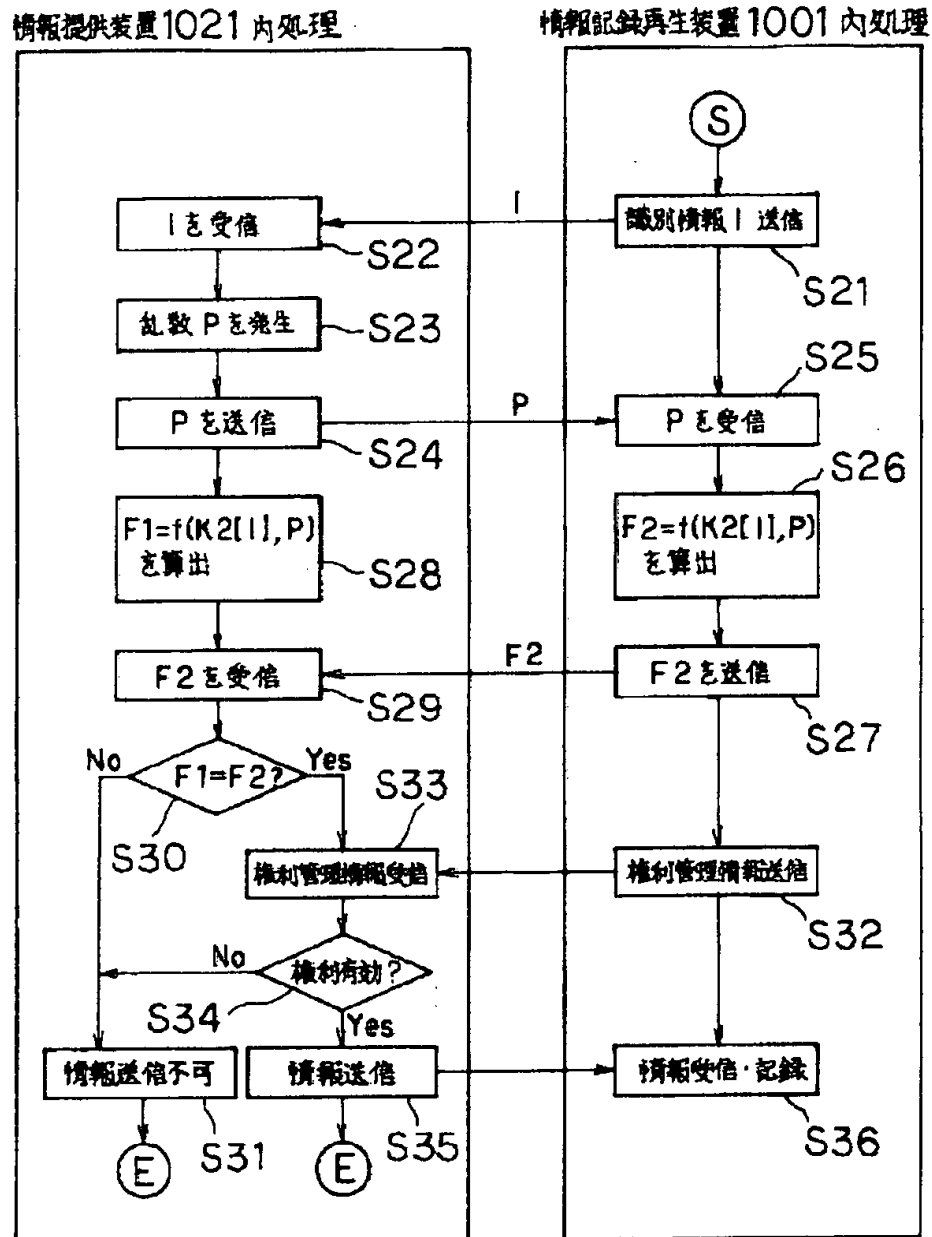 情報提供装置1021内処理
情報記録再生装置1001内処理
S
I
識別情報I 送信
S21
Iを受信
S22
乱数Pを発生
S23
Pを送信
S24
P
Pを受信
S25
F1=f(K2[I],P)
を算出
S28
F2=f(K2[I],P)
を算出
S26
F2を受信
S29
F2
F2を送信
S27
No
F1=F2?
Yes
S30
S33
権利管理情報受信
権利管理情報送信
S32
No
権利有効?
S34
Yes
情報送信不可
S31
情報送信
S35
情報受信・記録
S36
E
E